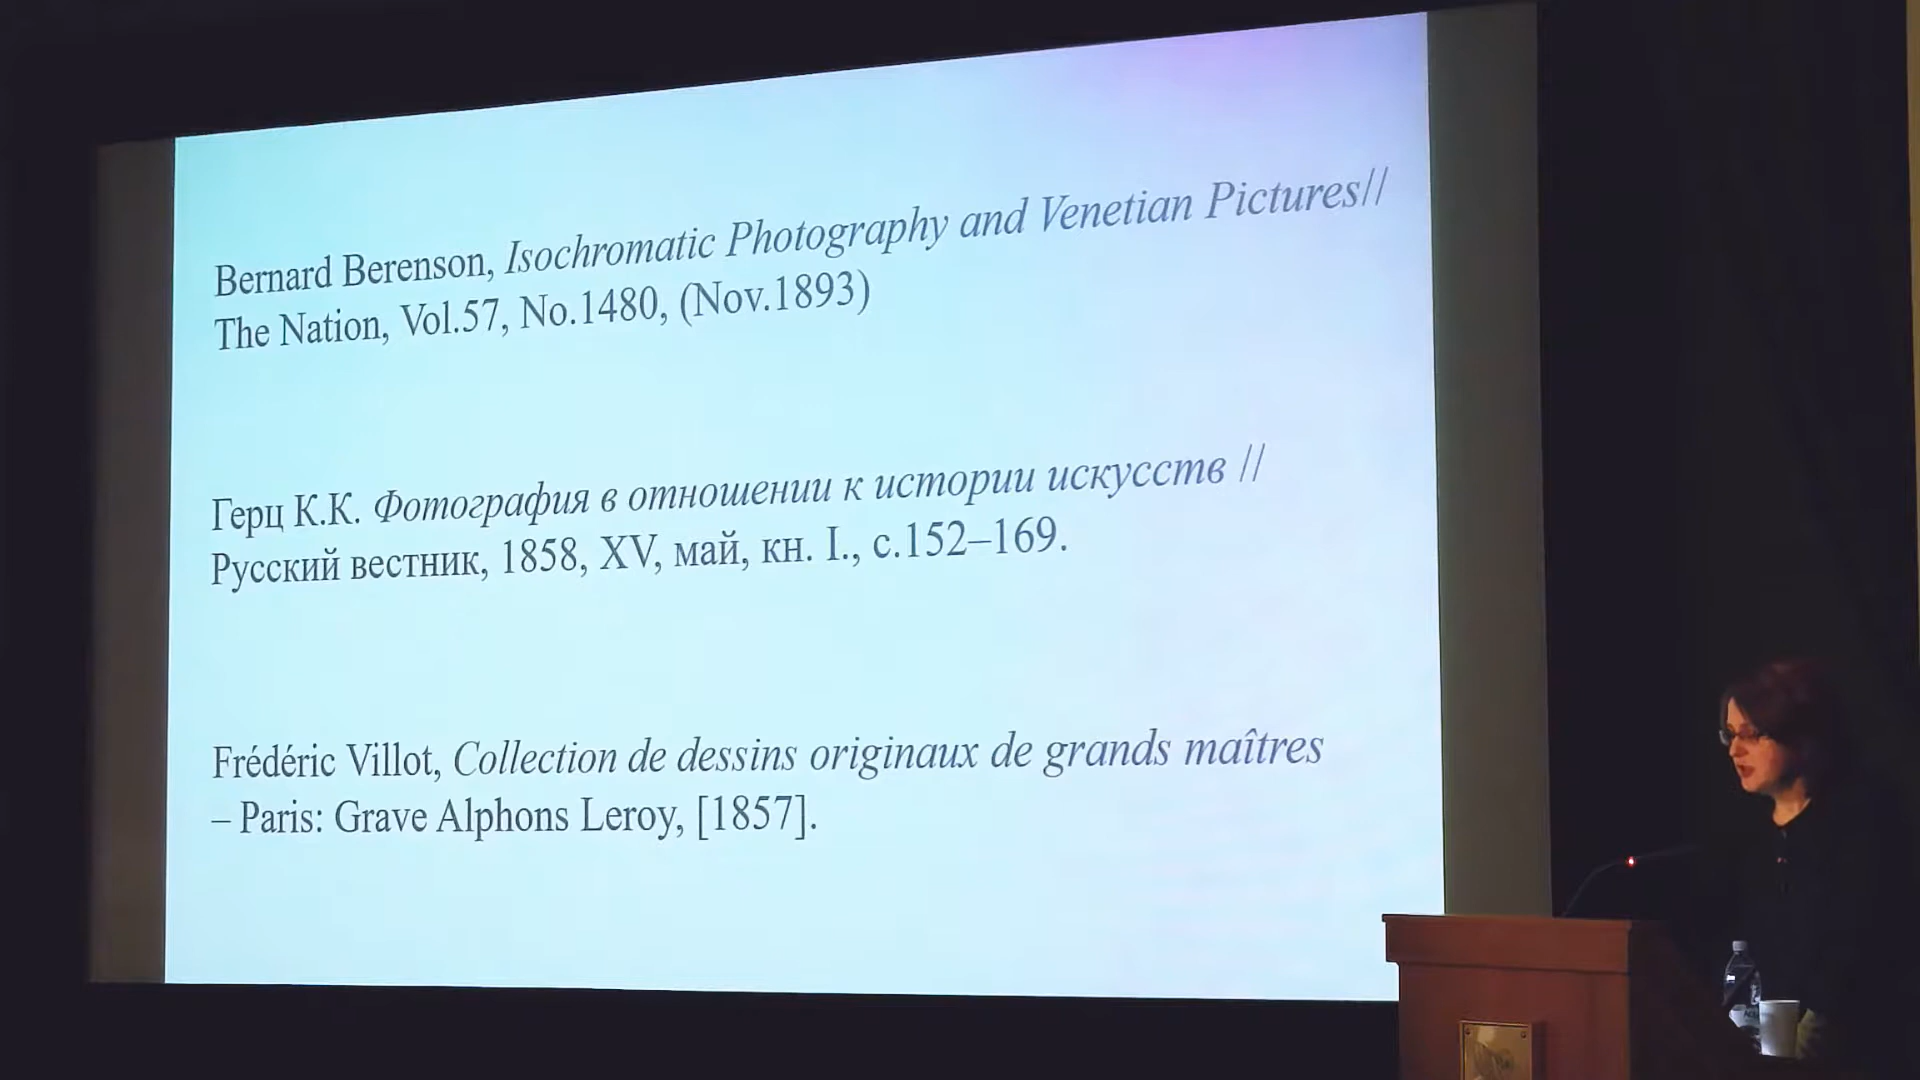 Bernard Berenson, Isochromatic Photography and Venetian Pictures//
The Nation, Vol.57, No.1480, (Nov.1893)
Герц К.К. Фотография в отношении к истории искусств //
Русский вестник, 1858, XV, май, кн. I., с.152–169.
Frédéric Villot, Collection de dessins originaux de grands maîtres
– Paris: Grave Alphons Leroy, [1857].